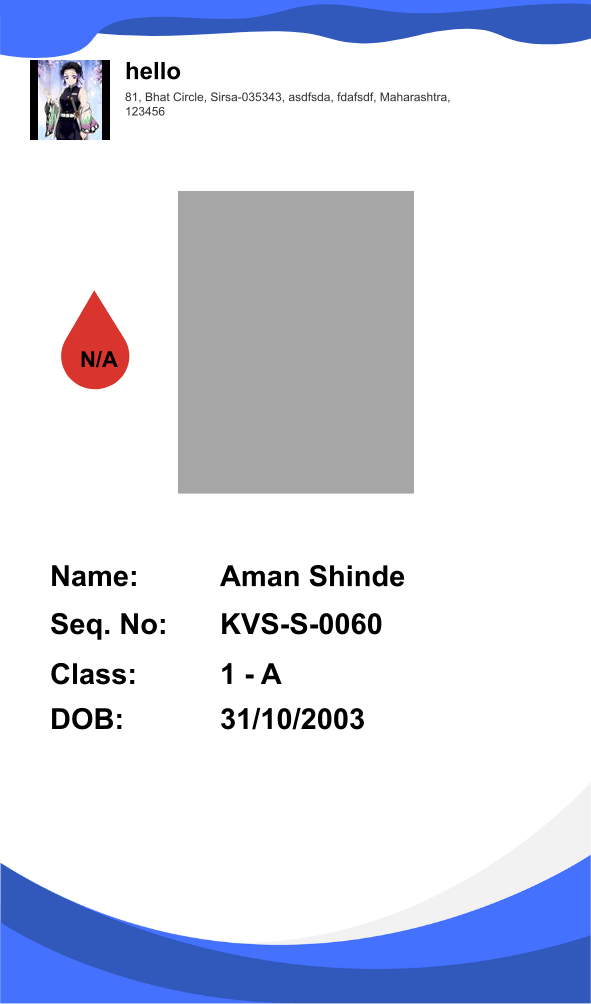 hello
81, Bhat Circle, Sirsa-035343, asdfsda, fdafsdf, Maharashtra,
123456
N/A
Name: Aman Shinde
Seq. No: KVS-S-0060
Class: 1 - A
DOB: 31/10/2003